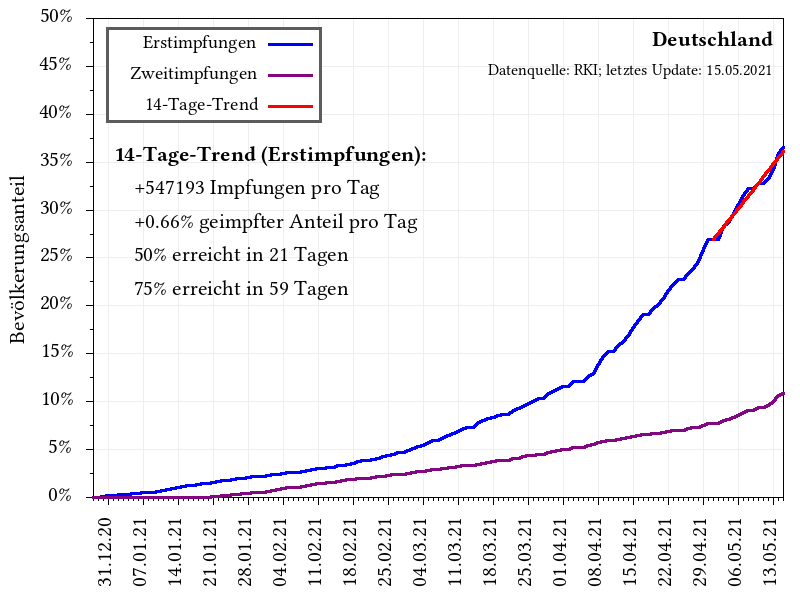 50%
45%
40%
35%
30%
25%
20%
15%
10%
5%
0%
Bevölkerungsanteil
Erstimpfungen
Zweitimpfungen
14-Tage-Trend
Deutschland
Datenquelle: RKI; letztes Update: 15.05.2021
14-Tage-Trend (Erstimpfungen):
+547193 Impfungen pro Tag
+0.66% geimpfter Anteil pro Tag
50% erreicht in 21 Tagen
75% erreicht in 59 Tagen
31.12.20
07.01.21
14.01.21
21.01.21
28.01.21
04.02.21
11.02.21
18.02.21
25.02.21
04.03.21
11.03.21
18.03.21
25.03.21
01.04.21
08.04.21
15.04.21
22.04.21
29.04.21
06.05.21
13.05.21